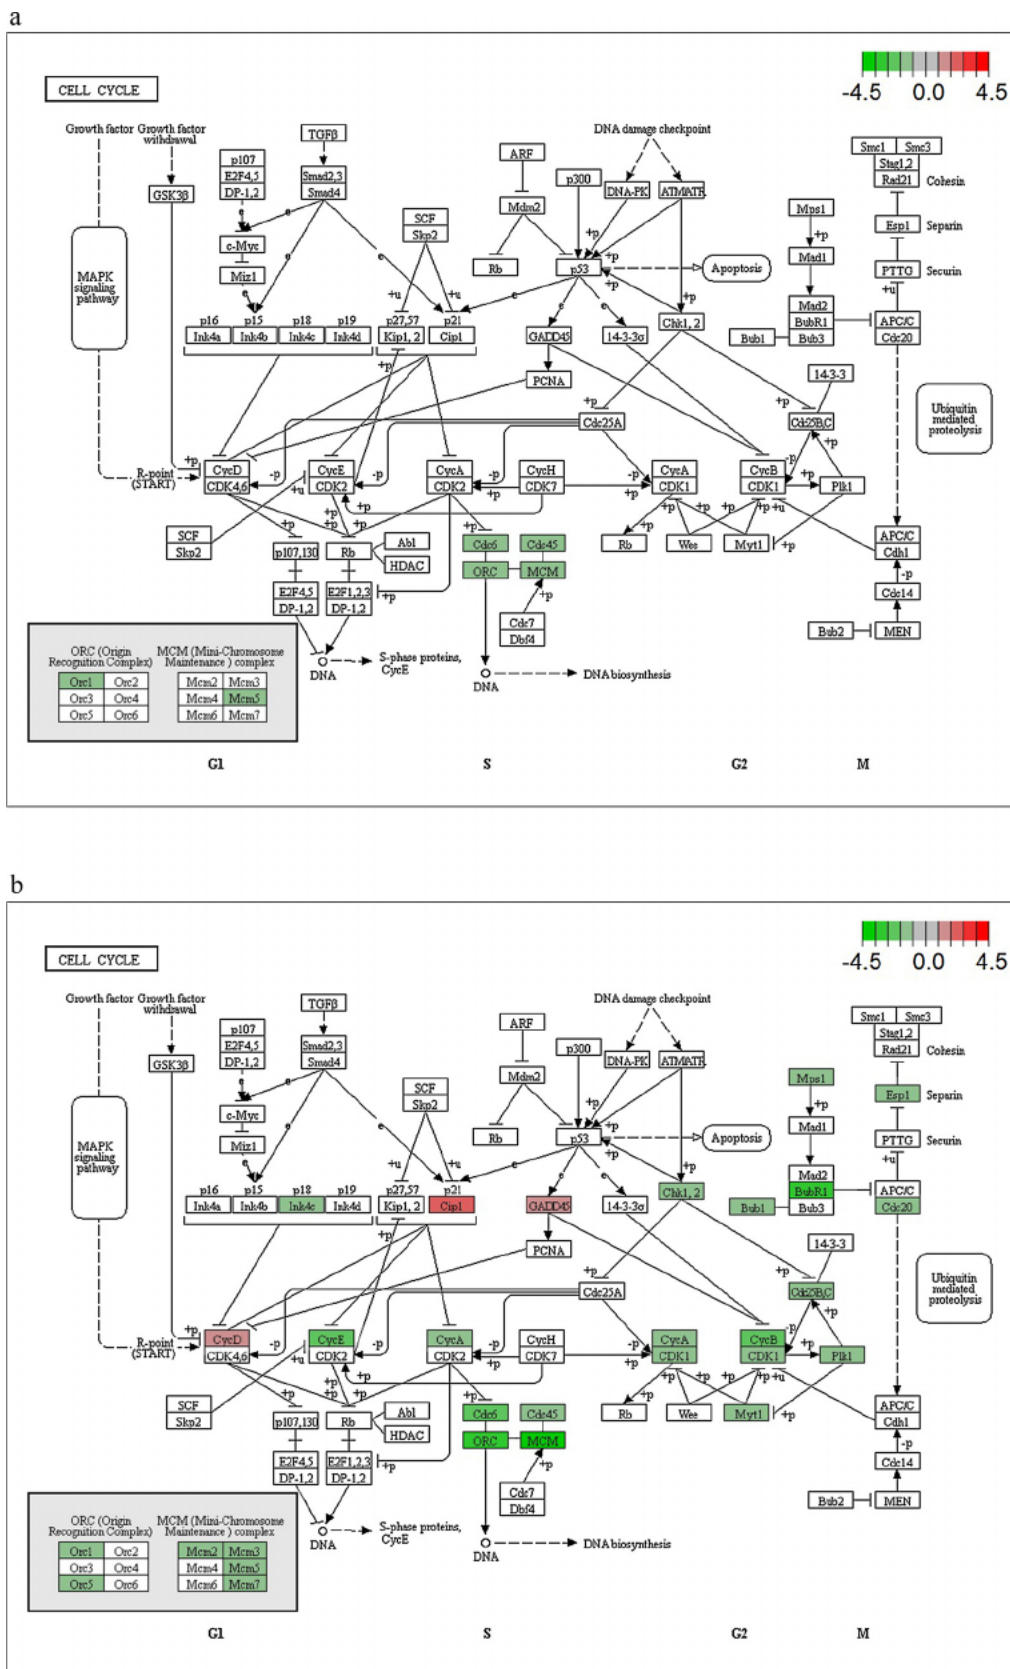 a
-4.5 0.0 4.5
CELL CYCLE
Growth factor
Growth factor
withdrawal
TGFβ
DNA damage checkpoint
Smc1 Smc3
Stag1,2
Rad21
Cohesin
p107
E2F4,5
DP-1,2
Smad2,3
Smad4
ARF
p300
DNA-PK
ATM/ATR
GSK3β
Mdm2
Mps1
Esp1
Separin
SCF
Skp2
+p
c-Myc
e
Miz1
Rb
p53
Apoptosis
Mad1
PTTG
Securin
MAPK
signaling
pathway
e
e
+u
+u
e
e
+p
+p
+p
+u
p16
Ink4a
p15
Ink4b
p18
Ink4c
p19
Ink4d
p27,57
Kip1, 2
p21
Cip1
GADD45
14-3-3σ
Chk1, 2
Mad2
BubR1
Bub3
Bub1
APC/C
Cdc20
+p
PCNA
14-3-3
Ubiquitin
mediated
proteolysis
+p
Cdc25A
+p
Cdc25B,C
R-point
(START)
+p
CycD
CDK4,6
-p
CycE
CDK2
-p
CycA
CDK2
-p
+p
CycH
CDK7
-p
+p
CycA
CDK1
CycB
CDK1
-p
+p
+p
Plk1
+u
SCF
Skp2
+p
+p
+p
+p
+p
+p
+p
+p
+p
+u
p107,130
Rb
Abl
HDAC
Cdc6
Cdc45
ORC
MCM
Rb
Wee
Myt1
+p
APC/C
Cdh1
E2F4,5
DP-1,2
E2F1,2,3
DP-1,2
+p
+p
Cdc7
Dbf4
-p
Cdc14
Bub2
MEN
ORC (Origin
Recognition Complex)
MCM (Mini-Chromosome
Maintenance ) complex
Orc1 Orc2
Orc3 Orc4
Orc5 Orc6
Mcm2 Mcm3
Mcm4 Mcm5
Mcm6 Mcm7
DNA
S-phase proteins,
CycE
DNA
DNA biosynthesis
G1
S
G2
M
b
-4.5 0.0 4.5
CELL CYCLE
Growth factor
Growth factor
withdrawal
TGFβ
DNA damage checkpoint
Smc1 Smc3
Stag1,2
Rad21
Cohesin
p107
E2F4,5
DP-1,2
Smad2,3
Smad4
ARF
p300
DNA-PK
ATM/ATR
GSK3β
Mdm2
Mps1
Esp1
Separin
SCF
Skp2
+p
c-Myc
e
Miz1
Rb
p53
Apoptosis
Mad1
PTTG
Securin
MAPK
signaling
pathway
e
e
+u
+u
e
e
+p
+p
+p
+u
p16
Ink4a
p15
Ink4b
p18
Ink4c
p19
Ink4d
p27,57
Kip1, 2
p21
Cip1
GADD45
14-3-3σ
Chk1, 2
Mad2
BubR1
Bub3
Bub1
APC/C
Cdc20
+p
PCNA
14-3-3
Ubiquitin
mediated
proteolysis
+p
Cdc25A
+p
Cdc25B,C
R-point
(START)
+p
CycD
CDK4,6
-p
CycE
CDK2
-p
CycA
CDK2
-p
+p
CycH
CDK7
-p
+p
CycA
CDK1
CycB
CDK1
-p
+p
+p
Plk1
+u
SCF
Skp2
+p
+p
+p
+p
+p
+p
+p
+p
+p
+u
p107,130
Rb
Abl
HDAC
Cdc6
Cdc45
ORC
MCM
Rb
Wee
Myt1
+p
APC/C
Cdh1
E2F4,5
DP-1,2
E2F1,2,3
DP-1,2
+p
+p
Cdc7
Dbf4
-p
Cdc14
Bub2
MEN
ORC (Origin
Recognition Complex)
MCM (Mini-Chromosome
Maintenance ) complex
Orc1 Orc2
Orc3 Orc4
Orc5 Orc6
Mcm2 Mcm3
Mcm4 Mcm5
Mcm6 Mcm7
DNA
S-phase proteins,
CycE
DNA
DNA biosynthesis
G1
S
G2
M